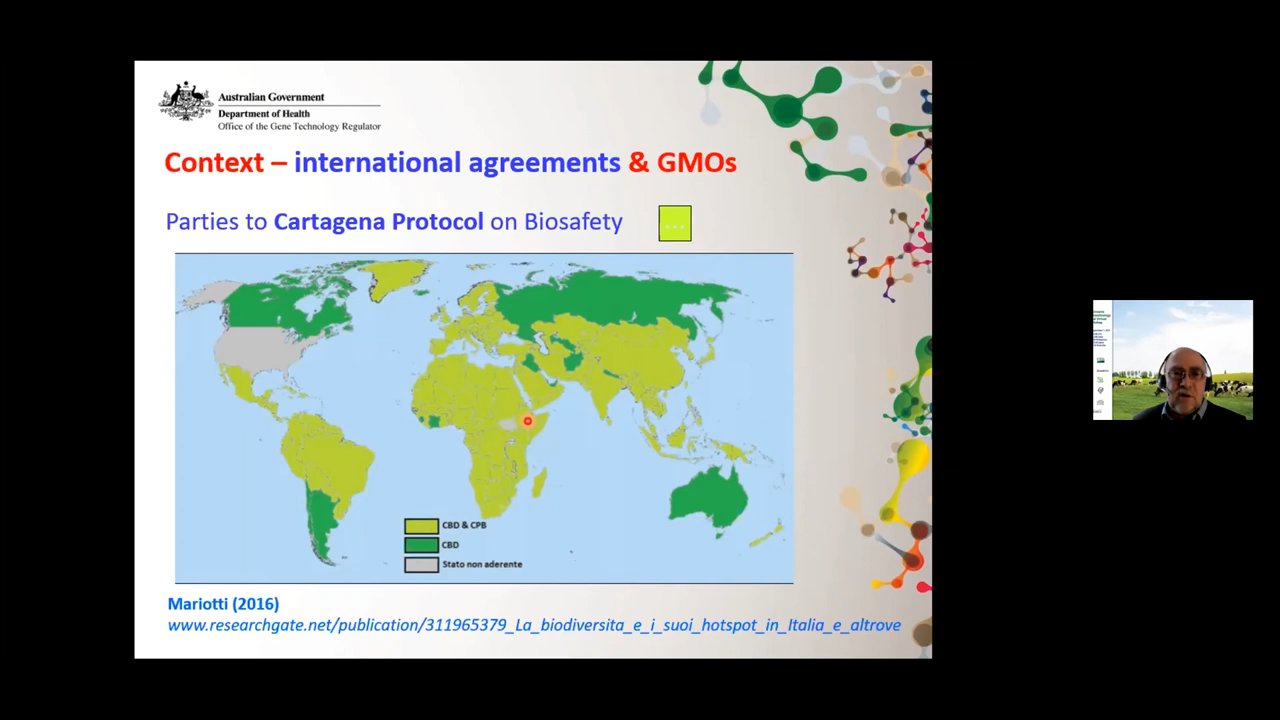 Australian Government
Department of Health
Office of the Gene Technology Regulator
Context – international agreements & GMOs
Parties to Cartagena Protocol on Biosafety
...
CBD & CPB
CBD
Stato non aderente
Mariotti (2016)
www.researchgate.net/publication/311965379_La_biodiversita_e_i_suoi_hotspot_in_Italia_e_altrove